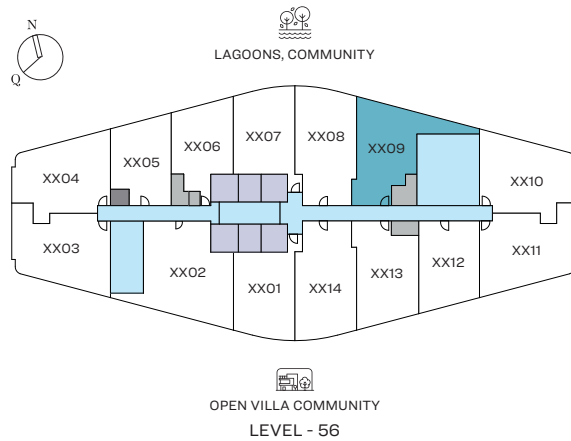 N
Q
LAGOONS, COMMUNITY
XX07
XX08
XX06
XX09
XX05
XX04
XX10
XX03
XX11
XX02
XX13
XX12
XX01
XX14
OPEN VILLA COMMUNITY
LEVEL - 56